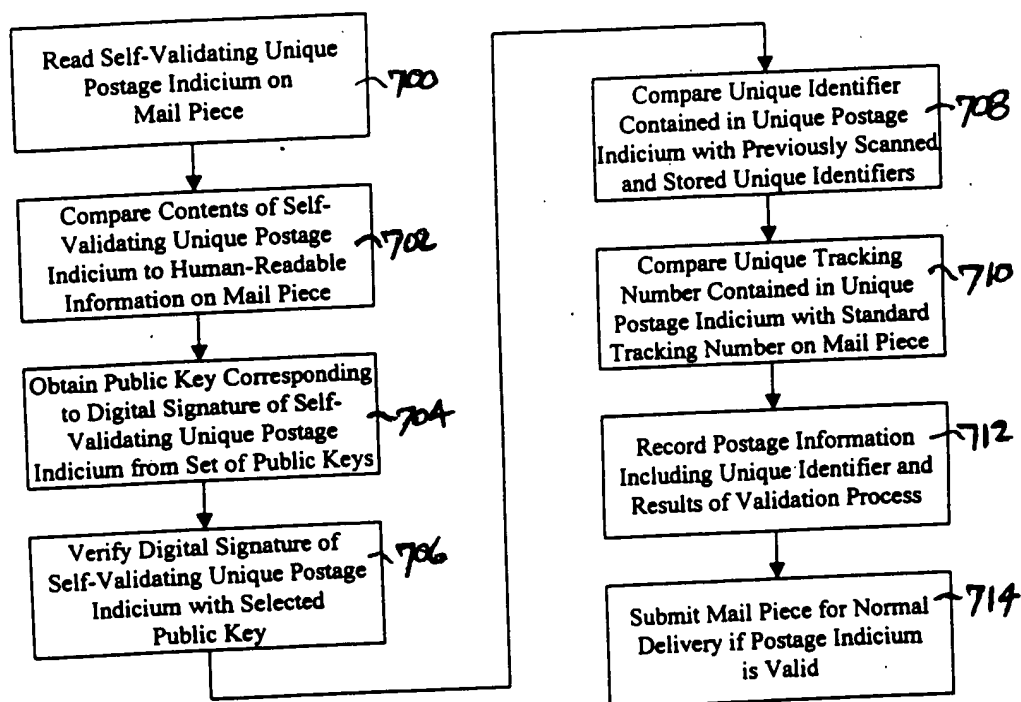 Read Self-Validating Unique
Postage Indicium on
Mail Piece
700
Compare Contents of Self-
Validating Unique Postage
Indicium to Human-Readable
Information on Mail Piece
702
Obtain Public Key Corresponding
to Digital Signature of Self-
Validating Unique Postage
Indicium from Set of Public Keys
704
Verify Digital Signature of
Self-Validating Unique Postage
Indicium with Selected
Public Key
706
Compare Unique Identifier
Contained in Unique Postage
Indicium with Previously Scanned
and Stored Unique Identifiers
708
Compare Unique Tracking
Number Contained in Unique
Postage Indicium with Standard
Tracking Number on Mail Piece
710
Record Postage Information
Including Unique Identifier and
Results of Validation Process
712
Submit Mail Piece for Normal
Delivery if Postage Indicium
is Valid
714